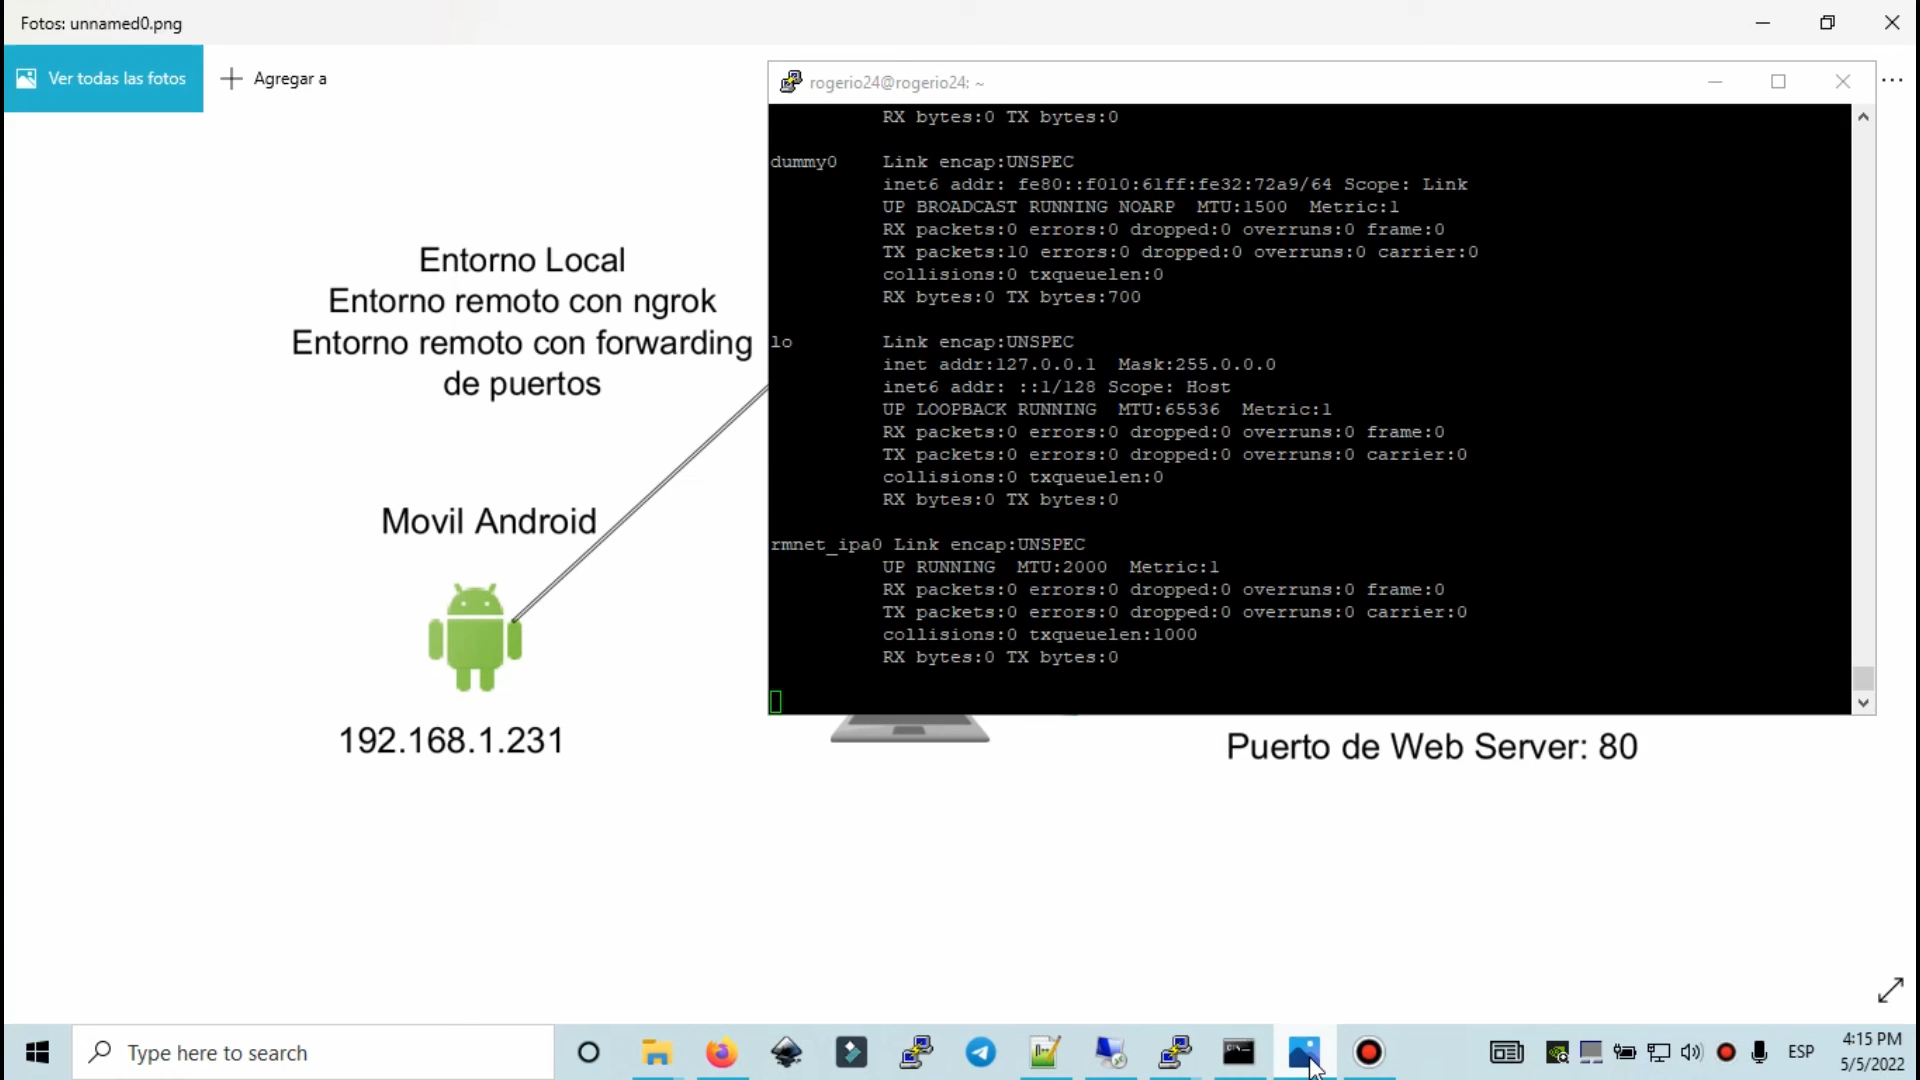 Fotos: unnamed0.png
Ver todas las fotos
Agregar a
Entorno Local
Entorno remoto con ngrok
Entorno remoto con forwarding
de puertos
Movil Android
192.168.1.231
rogerio24@rogerio24: ~
RX bytes:0 TX bytes:0
dummy0 Link encap:UNSPEC
inet6 addr: fe80::f010:61ff:fe32:72a9/64 Scope: Link
UP BROADCAST RUNNING NOARP MTU:1500 Metric:1
RX packets:0 errors:0 dropped:0 overruns:0 frame:0
TX packets:10 errors:0 dropped:0 overruns:0 carrier:0
collisions:0 txqueuelen:0
RX bytes:0 TX bytes:700
lo Link encap:UNSPEC
inet addr:127.0.0.1 Mask:255.0.0.0
inet6 addr: ::1/128 Scope: Host
UP LOOPBACK RUNNING MTU:65536 Metric:1
RX packets:0 errors:0 dropped:0 overruns:0 frame:0
TX packets:0 errors:0 dropped:0 overruns:0 carrier:0
collisions:0 txqueuelen:0
RX bytes:0 TX bytes:0
rmnet_ipa0 Link encap:UNSPEC
UP RUNNING MTU:2000 Metric:1
RX packets:0 errors:0 dropped:0 overruns:0 frame:0
TX packets:0 errors:0 dropped:0 overruns:0 carrier:0
collisions:0 txqueuelen:1000
RX bytes:0 TX bytes:0
Puerto de Web Server: 80
Type here to search
ESP
4:15 PM
5/5/2022